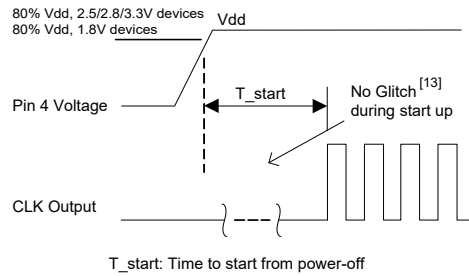 80% Vdd, 2.5/2.8/3.3V devices
80% Vdd, 1.8V devices
Vdd
Pin 4 Voltage
T_start
No Glitch [13]
during start up
CLK Output
T_start: Time to start from power-off